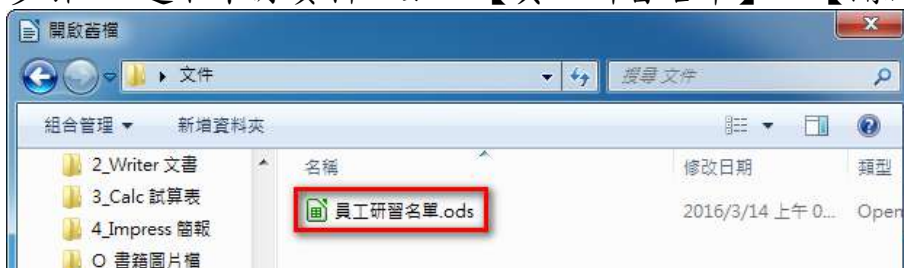 開啟舊檔
文件
搜尋 文件
組合管理 新增資料夾
2_Writer 文書
3_Calc 試算表
4_Impress 簡報
O 書籍圖片檔
名稱 修改日期 類型
員工研習名單.ods 2016/3/14 上午 0... Open